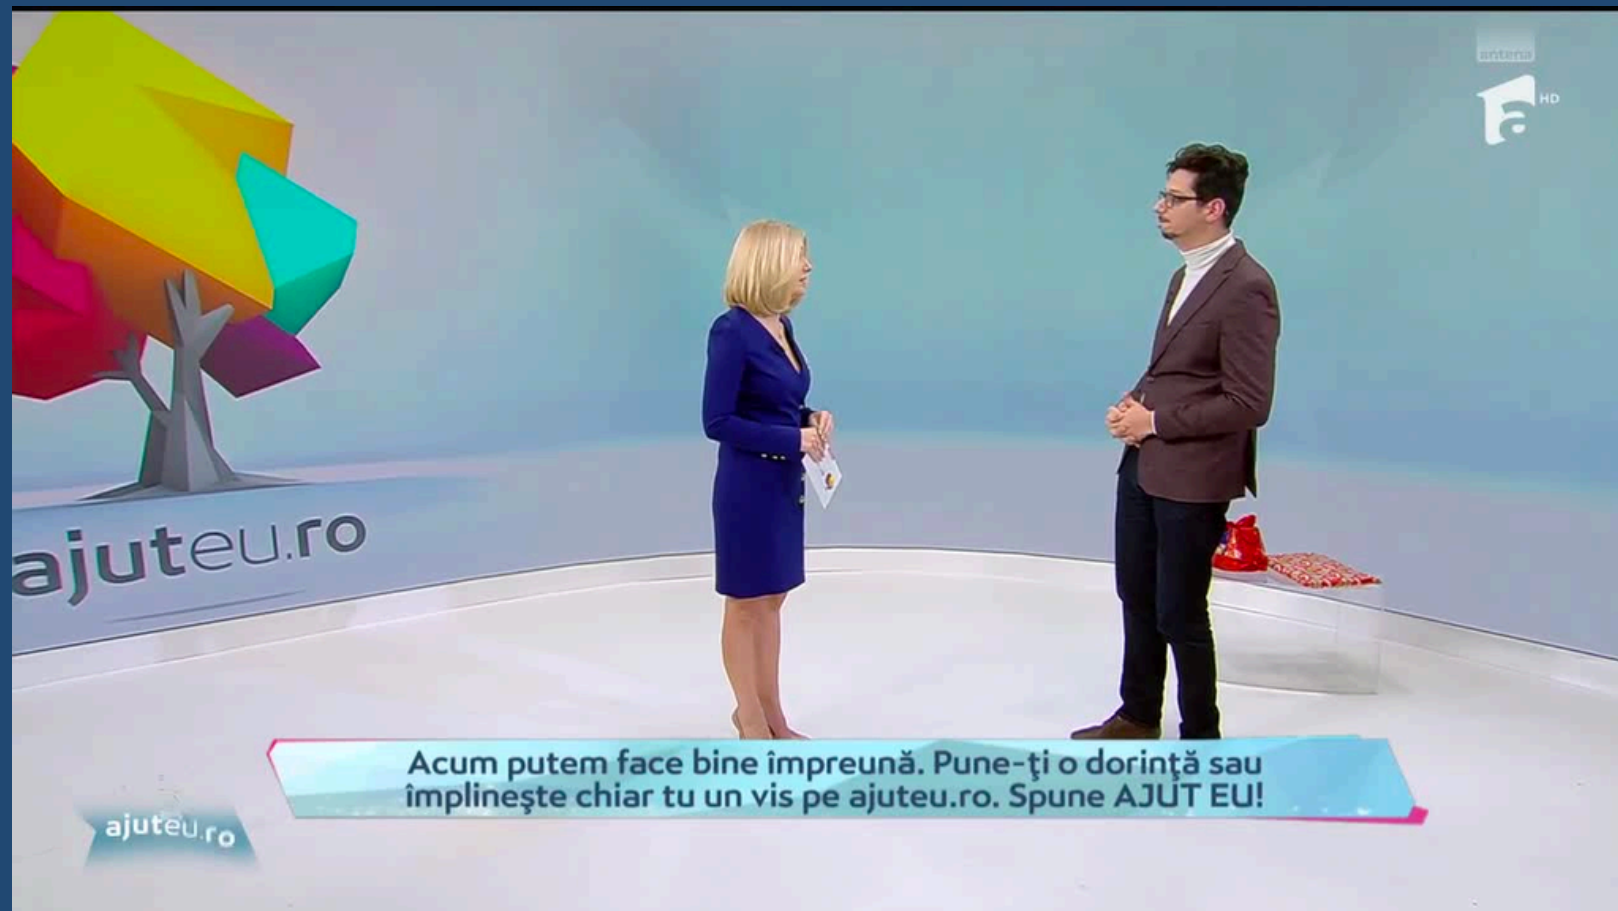 antena
HD
ajuteu.ro
Acum putem face bine împreună. Pune-ţi o dorinţă sau
împlineşte chiar tu un vis pe ajuteu.ro. Spune AJUT EU!
ajuteu.ro